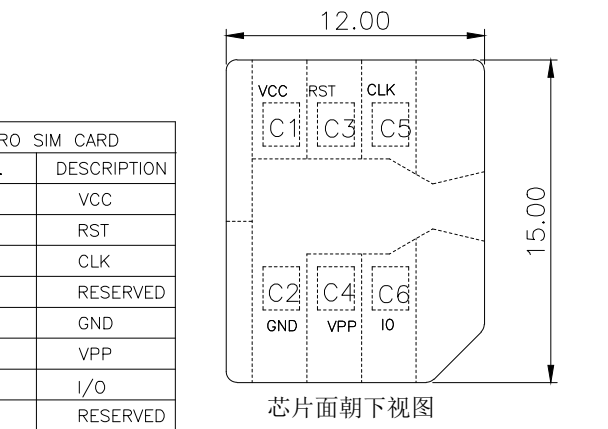 12.00
VCC RST CLK
C1 C3 C5
RO SIM CARD
DESCRIPTION
VCC
RST
CLK
RESERVED
GND
VPP
I/O
RESERVED
15.00
C2 C4 C6
GND VPP IO
芯片面朝下视图